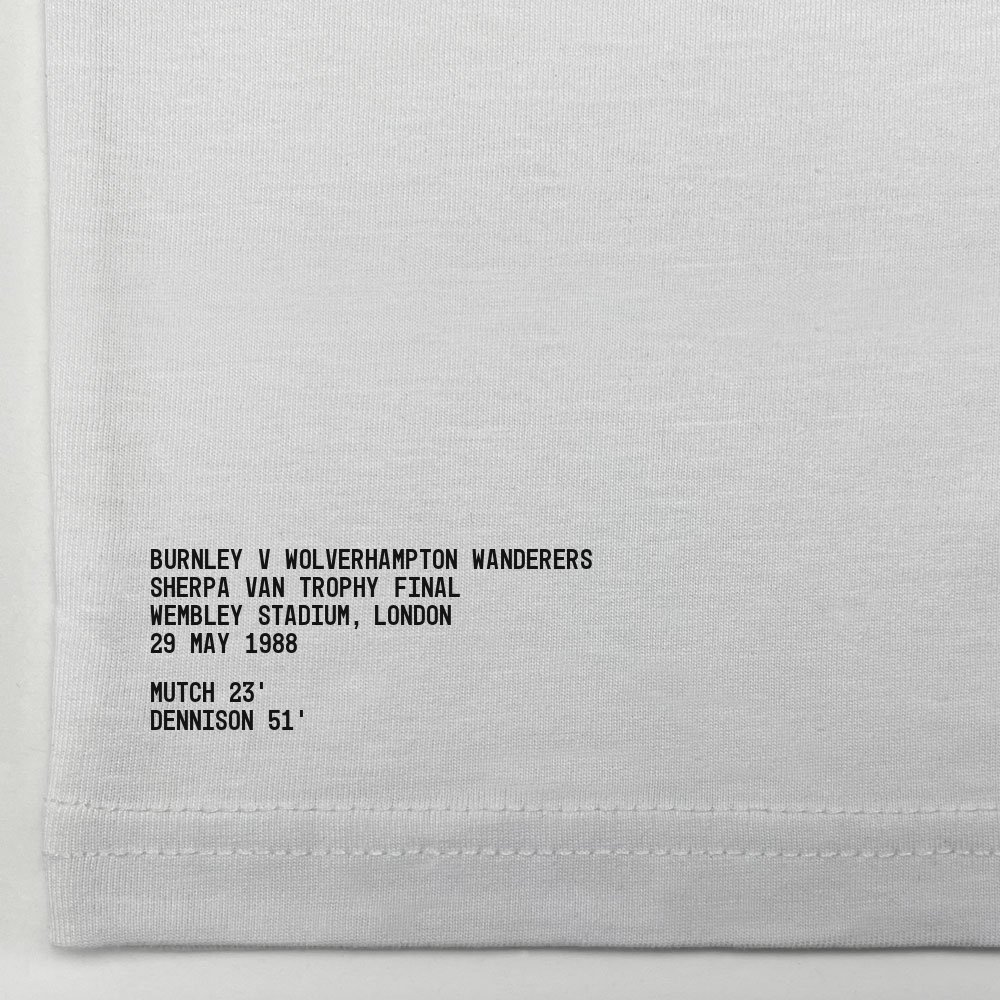 BURNLEY V WOLVERHAMPTON WANDERERS
SHERPA VAN TROPHY FINAL
WEMBLEY STADIUM, LONDON
29 MAY 1988
MUTCH 23'
DENNISON 51'